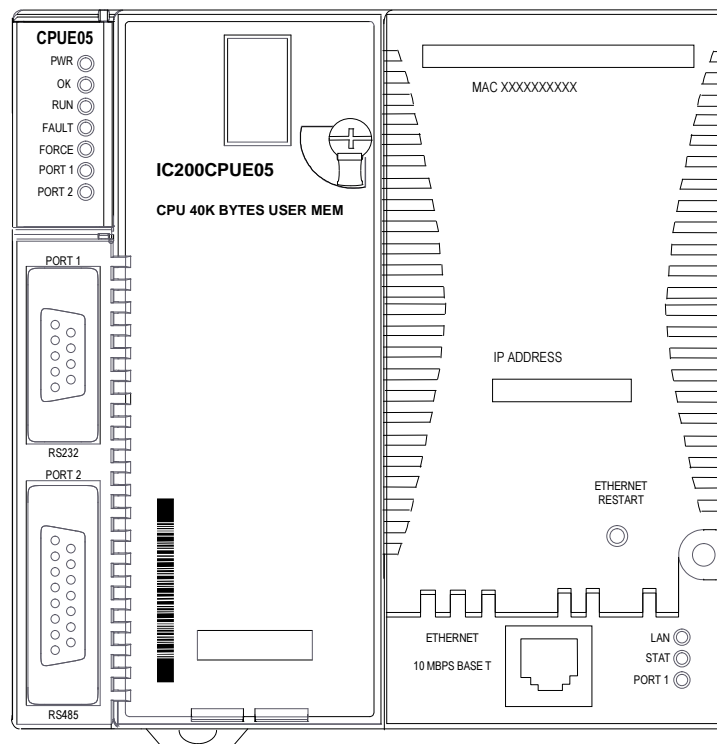 CPUE05
PWR
OK
RUN
FAULT
FORCE
PORT 1
PORT 2
IC200CPUE05
CPU 40K BYTES USER MEM
MAC XXXXXXXXXX
PORT 1
RS232
PORT 2
RS485
IP ADDRESS
ETHERNET
RESTART
ETHERNET
10 MBPS BASE T
LAN
STAT
PORT 1